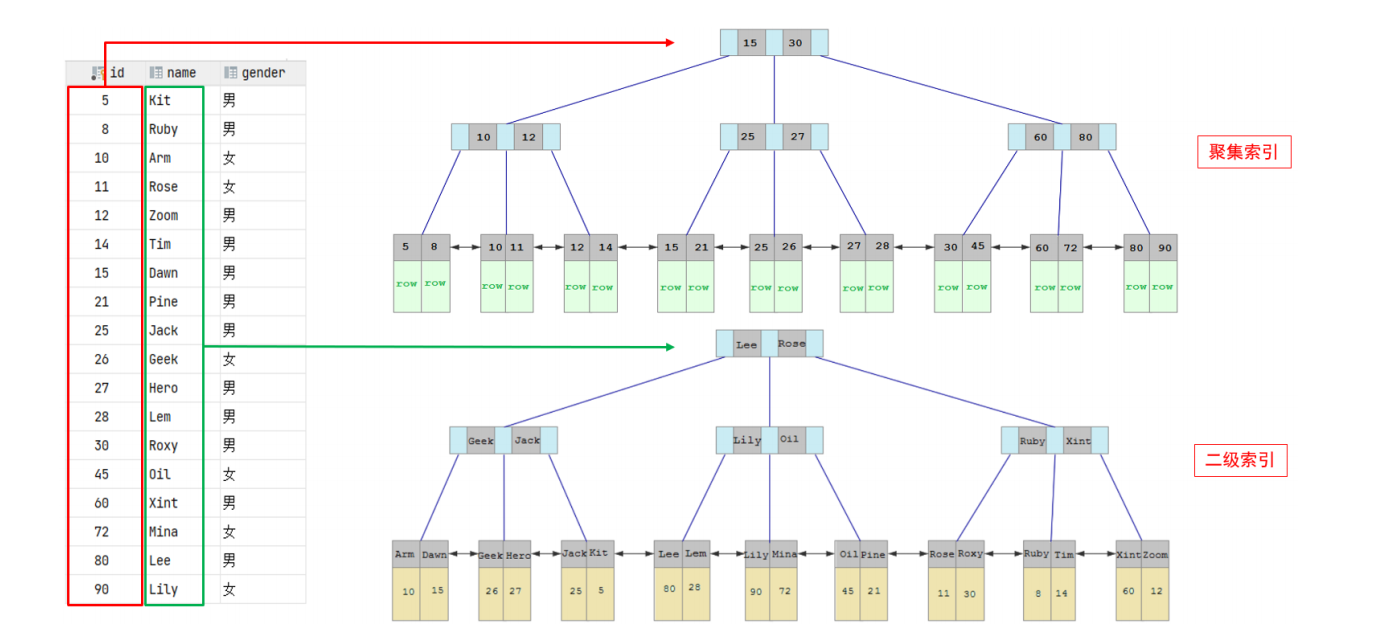 id name gender
5 Kit 男
8 Ruby 男
10 Arm 女
11 Rose 女
12 Zoom 男
14 Tim 男
15 Dawn 男
21 Pine 男
25 Jack 男
26 Geek 女
27 Hero 男
28 Lem 男
30 Roxy 男
45 Oil 女
60 Xint 男
72 Mina 女
80 Lee 男
90 Lily 女
15 30
10 12 25 27 60 80
聚集索引
5 8 10 11 12 14 15 21 25 26 27 28 30 45 60 72 80 90
row row row row row row row row row row row row row row row row row row
Lee Rose
Geek Jack Lily Oil Ruby Xint
二级索引
Arm Dawn Geek Hero Jack Kit Lee Lem Lily Mina Oil Pine Rose Roxy Ruby Tim Xint Zoom
10 15 26 27 25 5 80 28 90 72 45 21 11 30 8 14 60 12